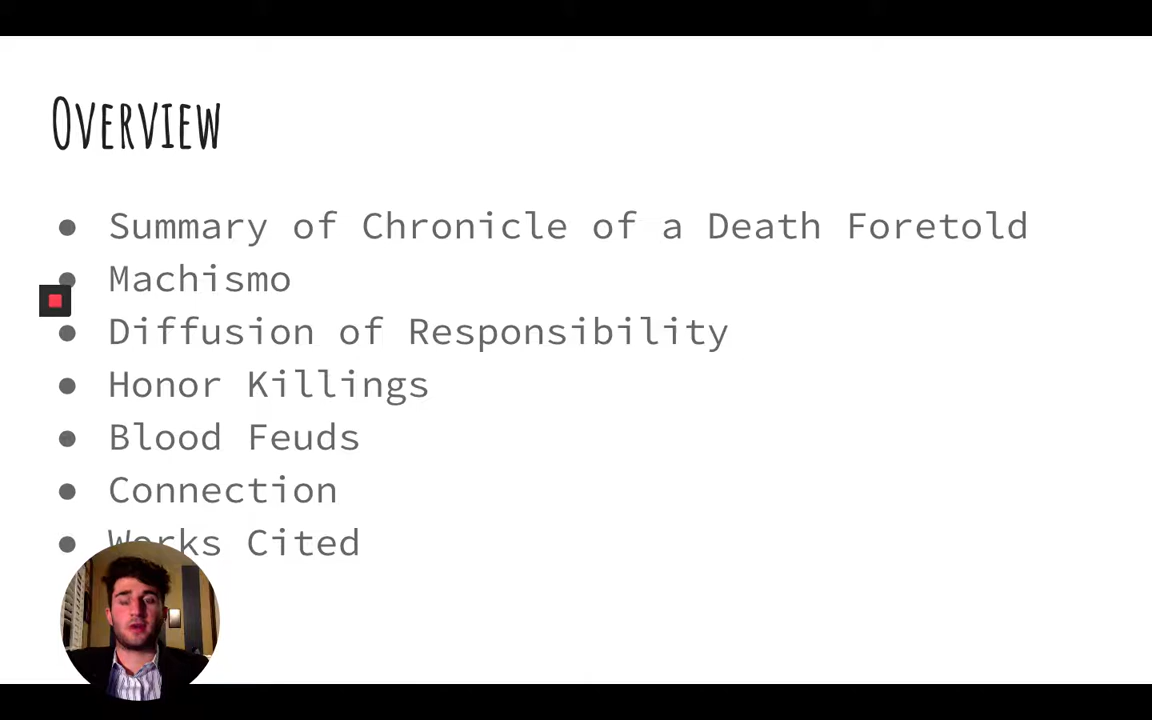 Overview
● Summary of Chronicle of a Death Foretold
● Machismo
● Diffusion of Responsibility
● Honor Killings
● Blood Feuds
● Connection
● Works Cited